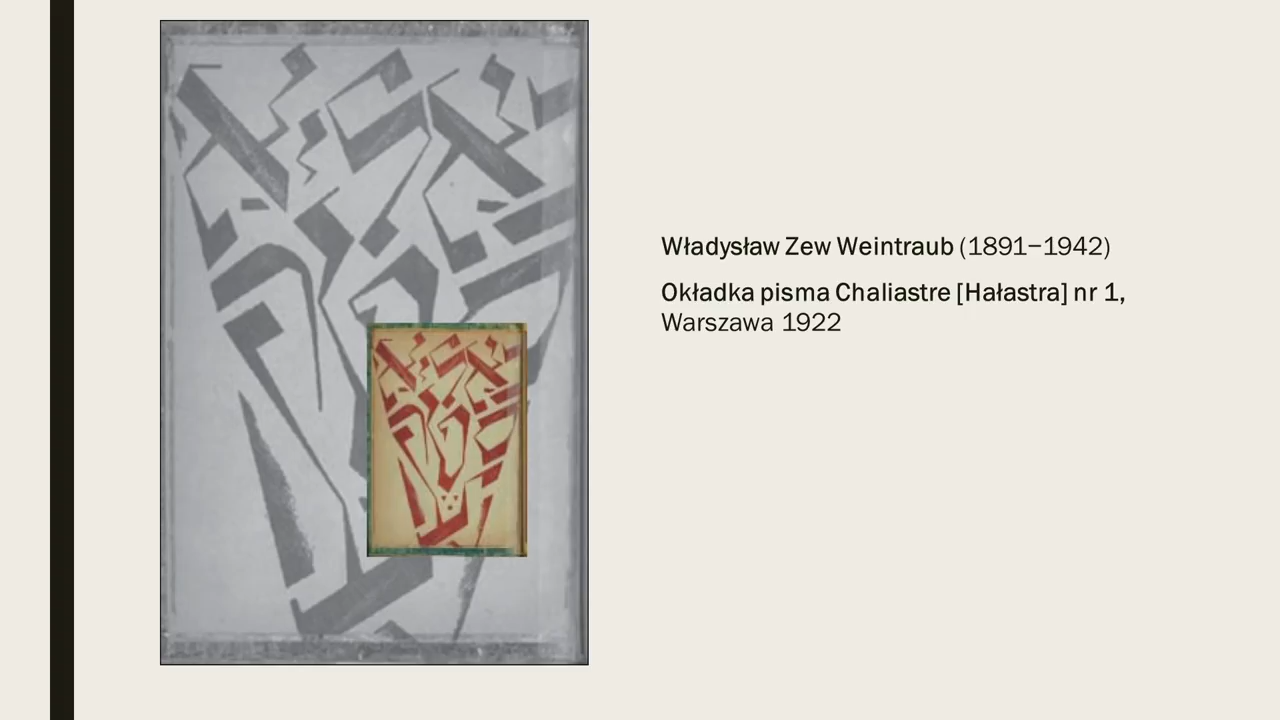 Władysław Zew Weintraub (1891–1942)
Okładka pisma Chaliastre [Hałastra] nr 1,
Warszawa 1922